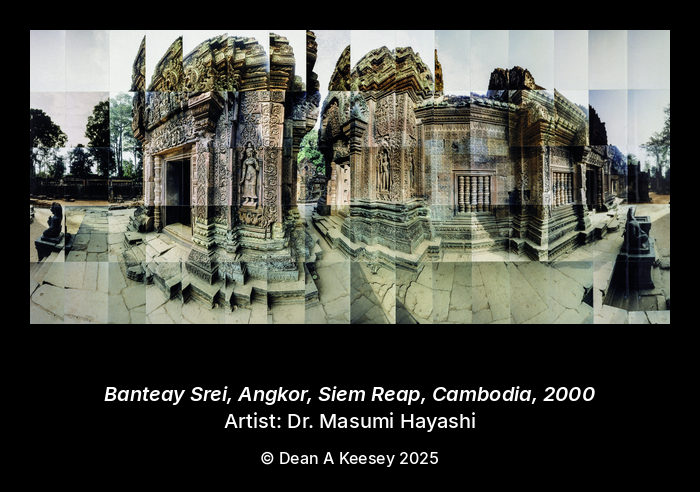 Banteay Srei, Angkor, Siem Reap, Cambodia, 2000
Artist: Dr. Masumi Hayashi
© Dean A Keesey 2025